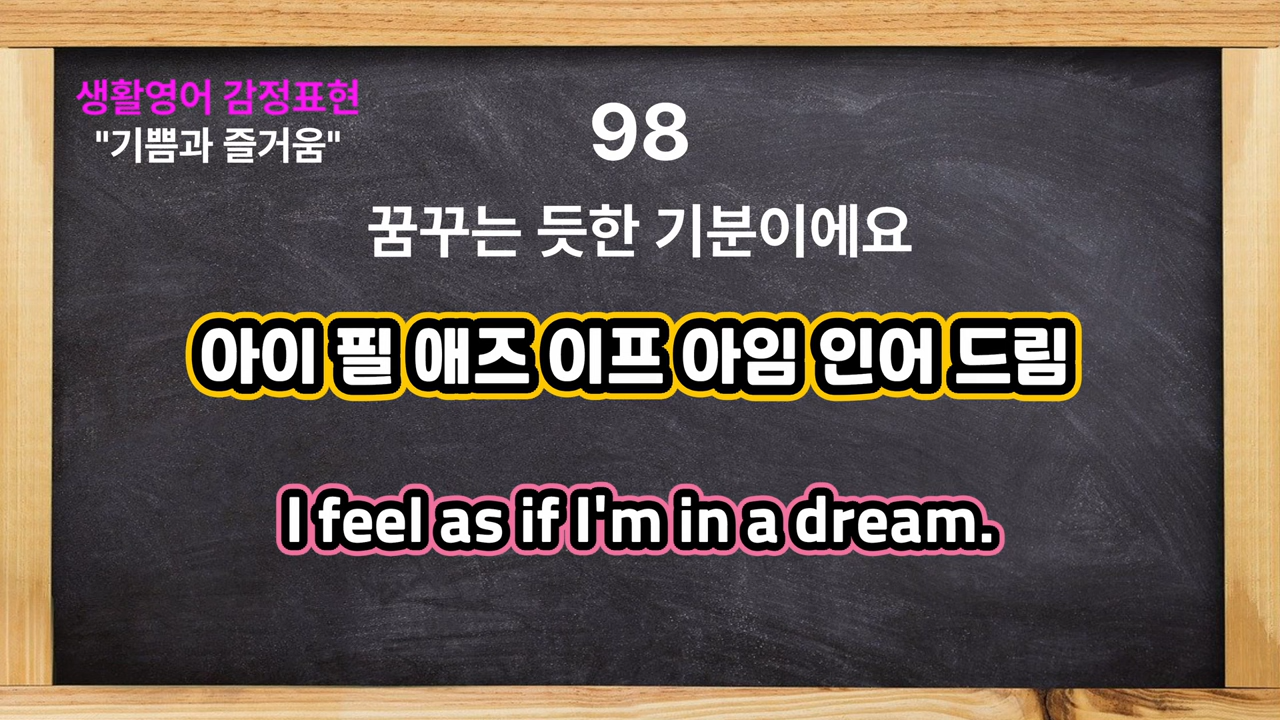 생활영어 감정표현
"기쁨과 즐거움"
98
꿈꾸는 듯한 기분이에요
아이 필 애즈 이프 아임 인어 드림
I feel as if I'm in a dream.